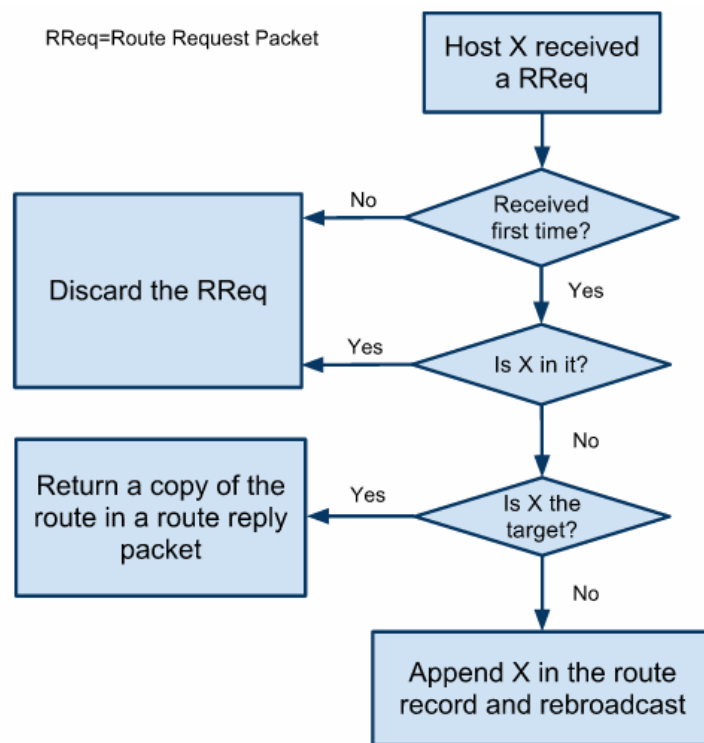 RReq=Route Request Packet
Host X received
a RReq
No
Received
first time?
Discard the RReq
Yes
Yes
Is X in it?
No
Return a copy of the
route in a route reply
packet
Yes
Is X the
target?
No
Append X in the route
record and rebroadcast